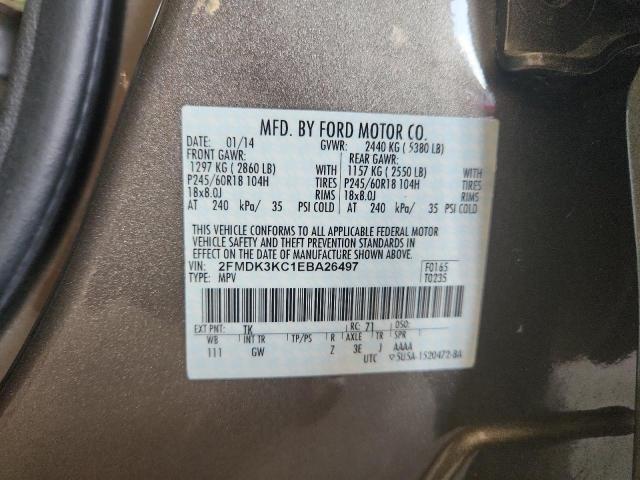 MFD. BY FORD MOTOR CO.
DATE: 01/14 GVWR: 2440 KG ( 5380 LB)
FRONT GAWR: REAR GAWR:
1297 KG ( 2860 LB) WITH 1157 KG ( 2550 LB) WITH
P245/60R18 104H TIRES P245/60R18 104H TIRES
18x8.0J RIMS 18x8.0J RIMS
AT 240 kPa/ 35 PSI COLD AT 240 kPa/ 35 PSI COLD
THIS VEHICLE CONFORMS TO ALL APPLICABLE FEDERAL MOTOR
VEHICLE SAFETY AND THEFT PREVENTION STANDARDS IN
EFFECT ON THE DATE OF MANUFACTURE SHOWN ABOVE.
VEHICLE IN: 2FMDK3KC1EBA26497 F0165
TYPE: MPV T0235
EXT PNT: TK RC: 71 DSO:
WB INT TR TP/PS R AXLE TR SPR
111 GW Z 3E J AAAA
UTC 5U5A-1520472-BA